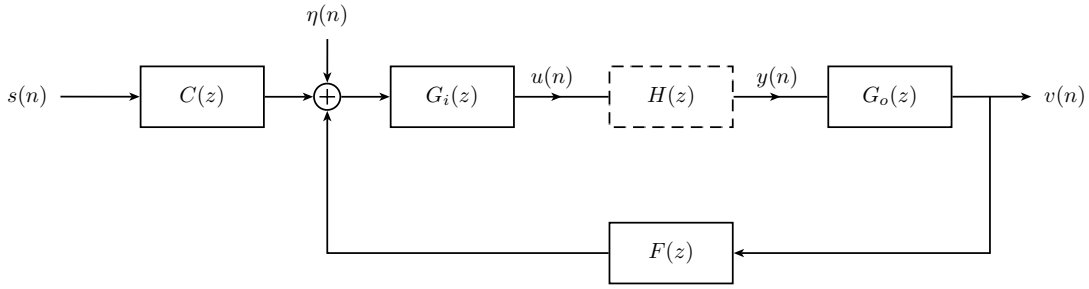 η(n)
s(n) C(z) + G_i(z) u(n) H(z) y(n) G_o(z) v(n)
F(z)